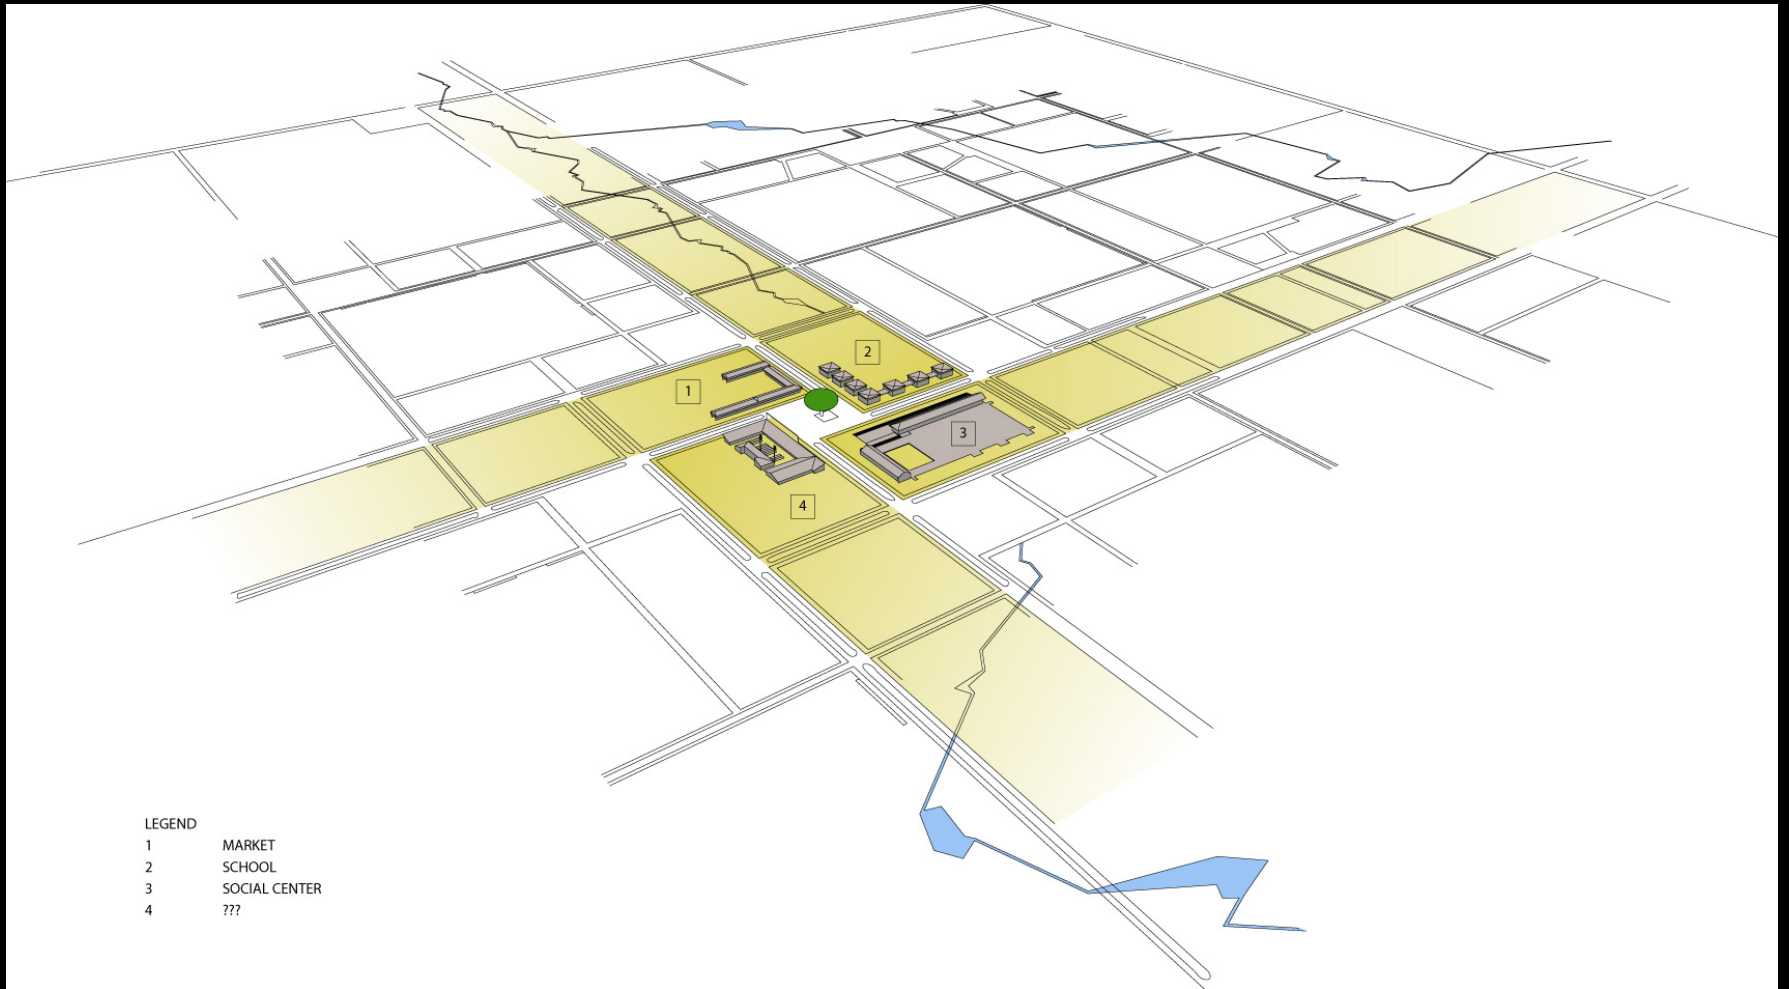 2
1
3
4
LEGEND
1 MARKET
2 SCHOOL
3 SOCIAL CENTER
4 ???